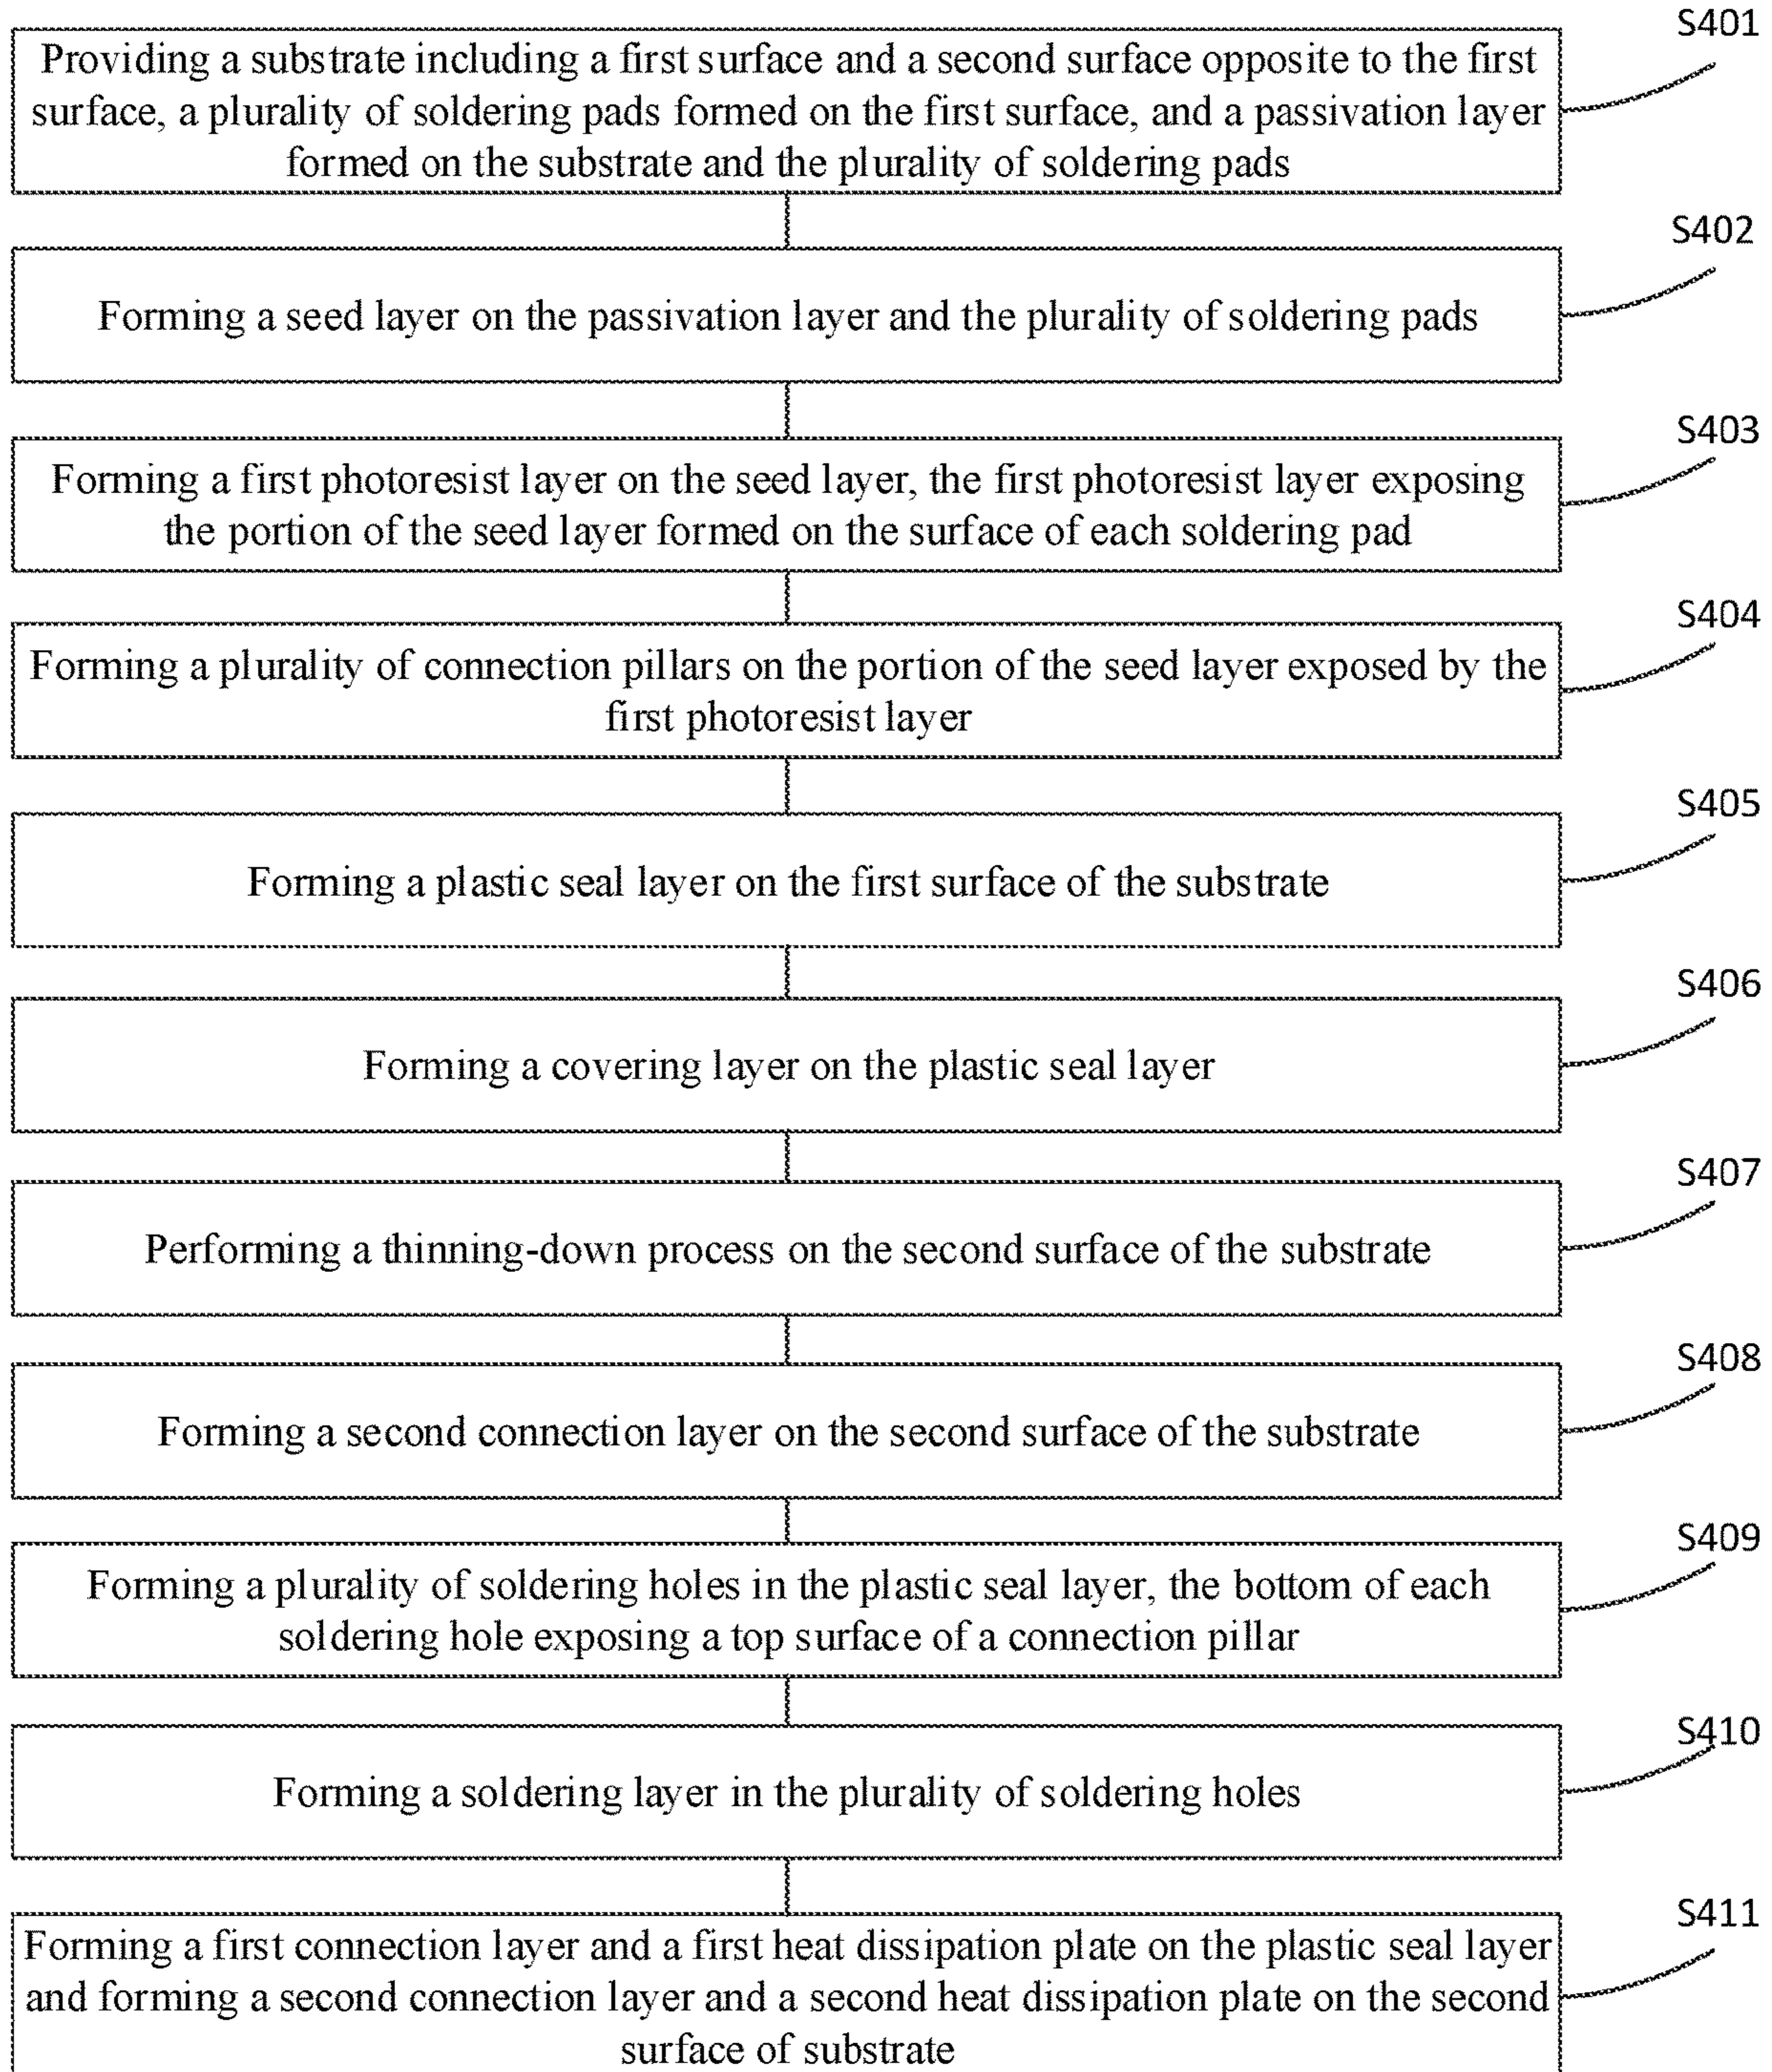 S401
Providing a substrate including a first surface and a second surface opposite to the first
surface, a plurality of soldering pads formed on the first surface, and a passivation layer
formed on the substrate and the plurality of soldering pads
S402
Forming a seed layer on the passivation layer and the plurality of soldering pads
S403
Forming a first photoresist layer on the seed layer, the first photoresist layer exposing
the portion of the seed layer formed on the surface of each soldering pad
S404
Forming a plurality of connection pillars on the portion of the seed layer exposed by the
first photoresist layer
S405
Forming a plastic seal layer on the first surface of the substrate
S406
Forming a covering layer on the plastic seal layer
S407
Performing a thinning-down process on the second surface of the substrate
S408
Forming a second connection layer on the second surface of the substrate
S409
Forming a plurality of soldering holes in the plastic seal layer, the bottom of each
soldering hole exposing a top surface of a connection pillar
S410
Forming a soldering layer in the plurality of soldering holes
S411
Forming a first connection layer and a first heat dissipation plate on the plastic seal layer
and forming a second connection layer and a second heat dissipation plate on the second
surface of substrate